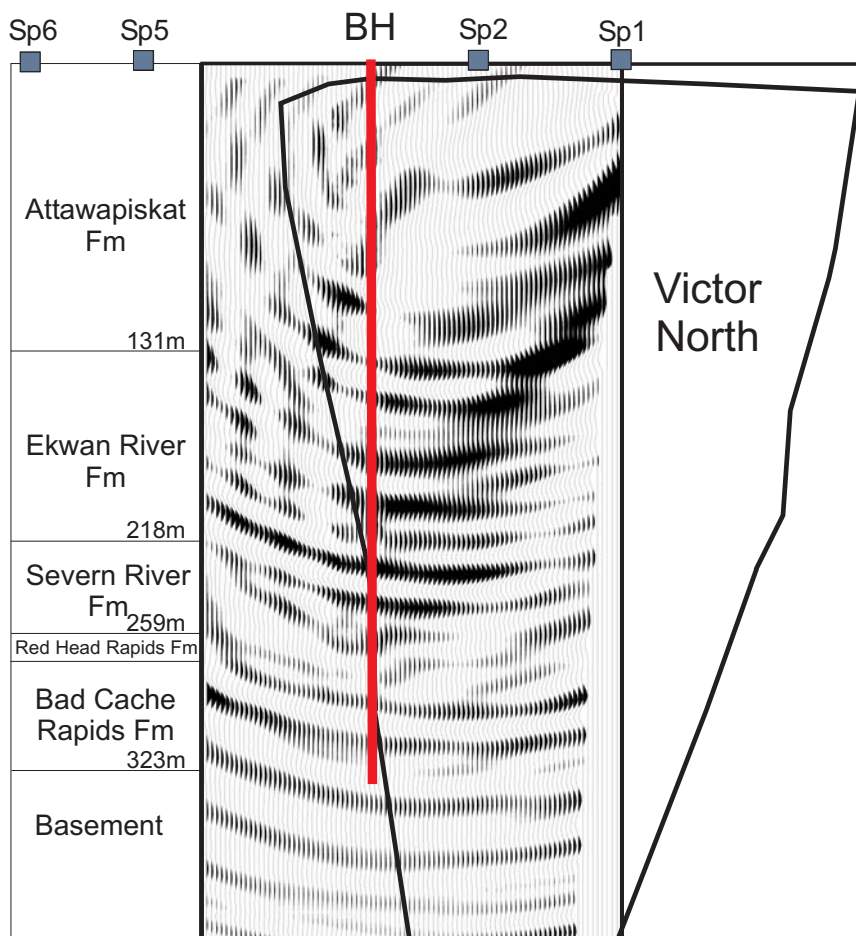 Sp6 Sp5 BH Sp2 Sp1
Attawapiskat
Fm
131m
Victor
North
Ekwan River
Fm
218m
Severn River
Fm
259m
Red Head Rapids Fm
Bad Cache
Rapids Fm
323m
Basement